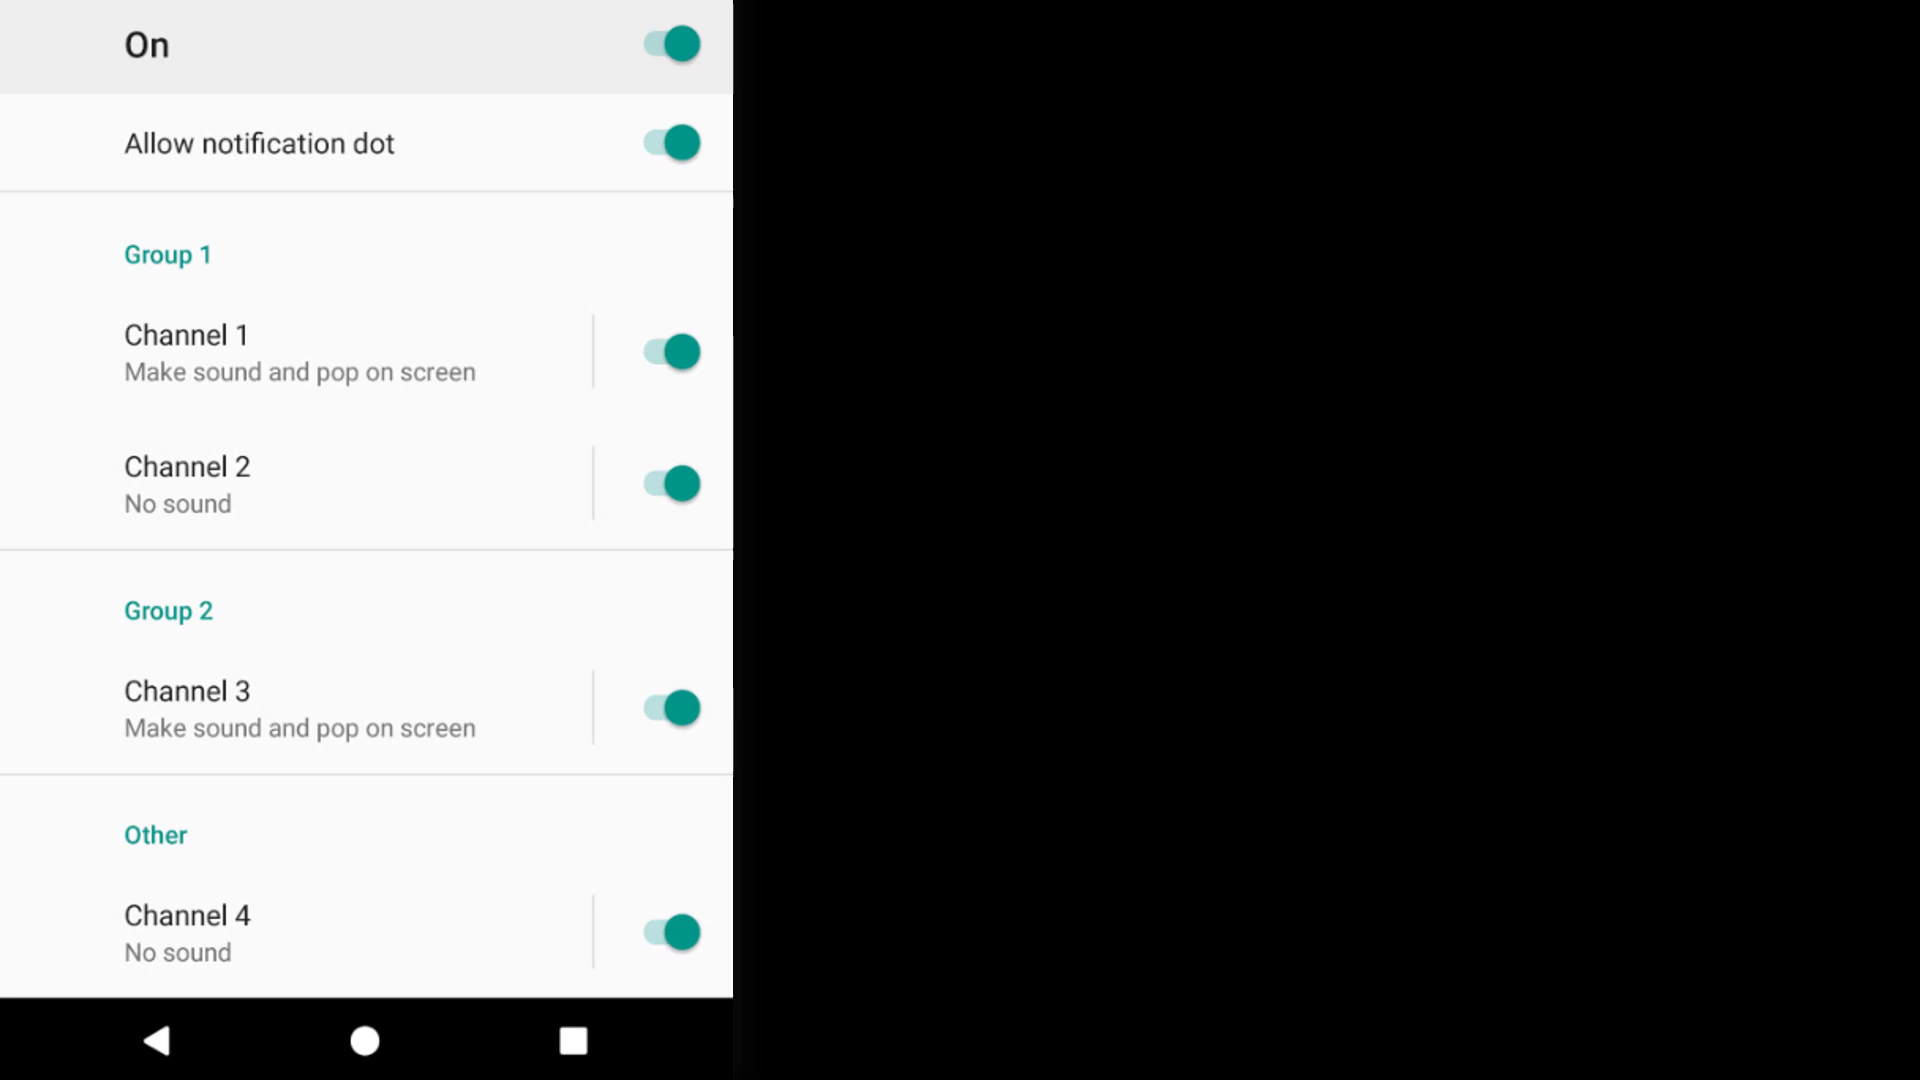 On
Allow notification dot
Group 1
Channel 1
Make sound and pop on screen
Channel 2
No sound
Group 2
Channel 3
Make sound and pop on screen
Other
Channel 4
No sound